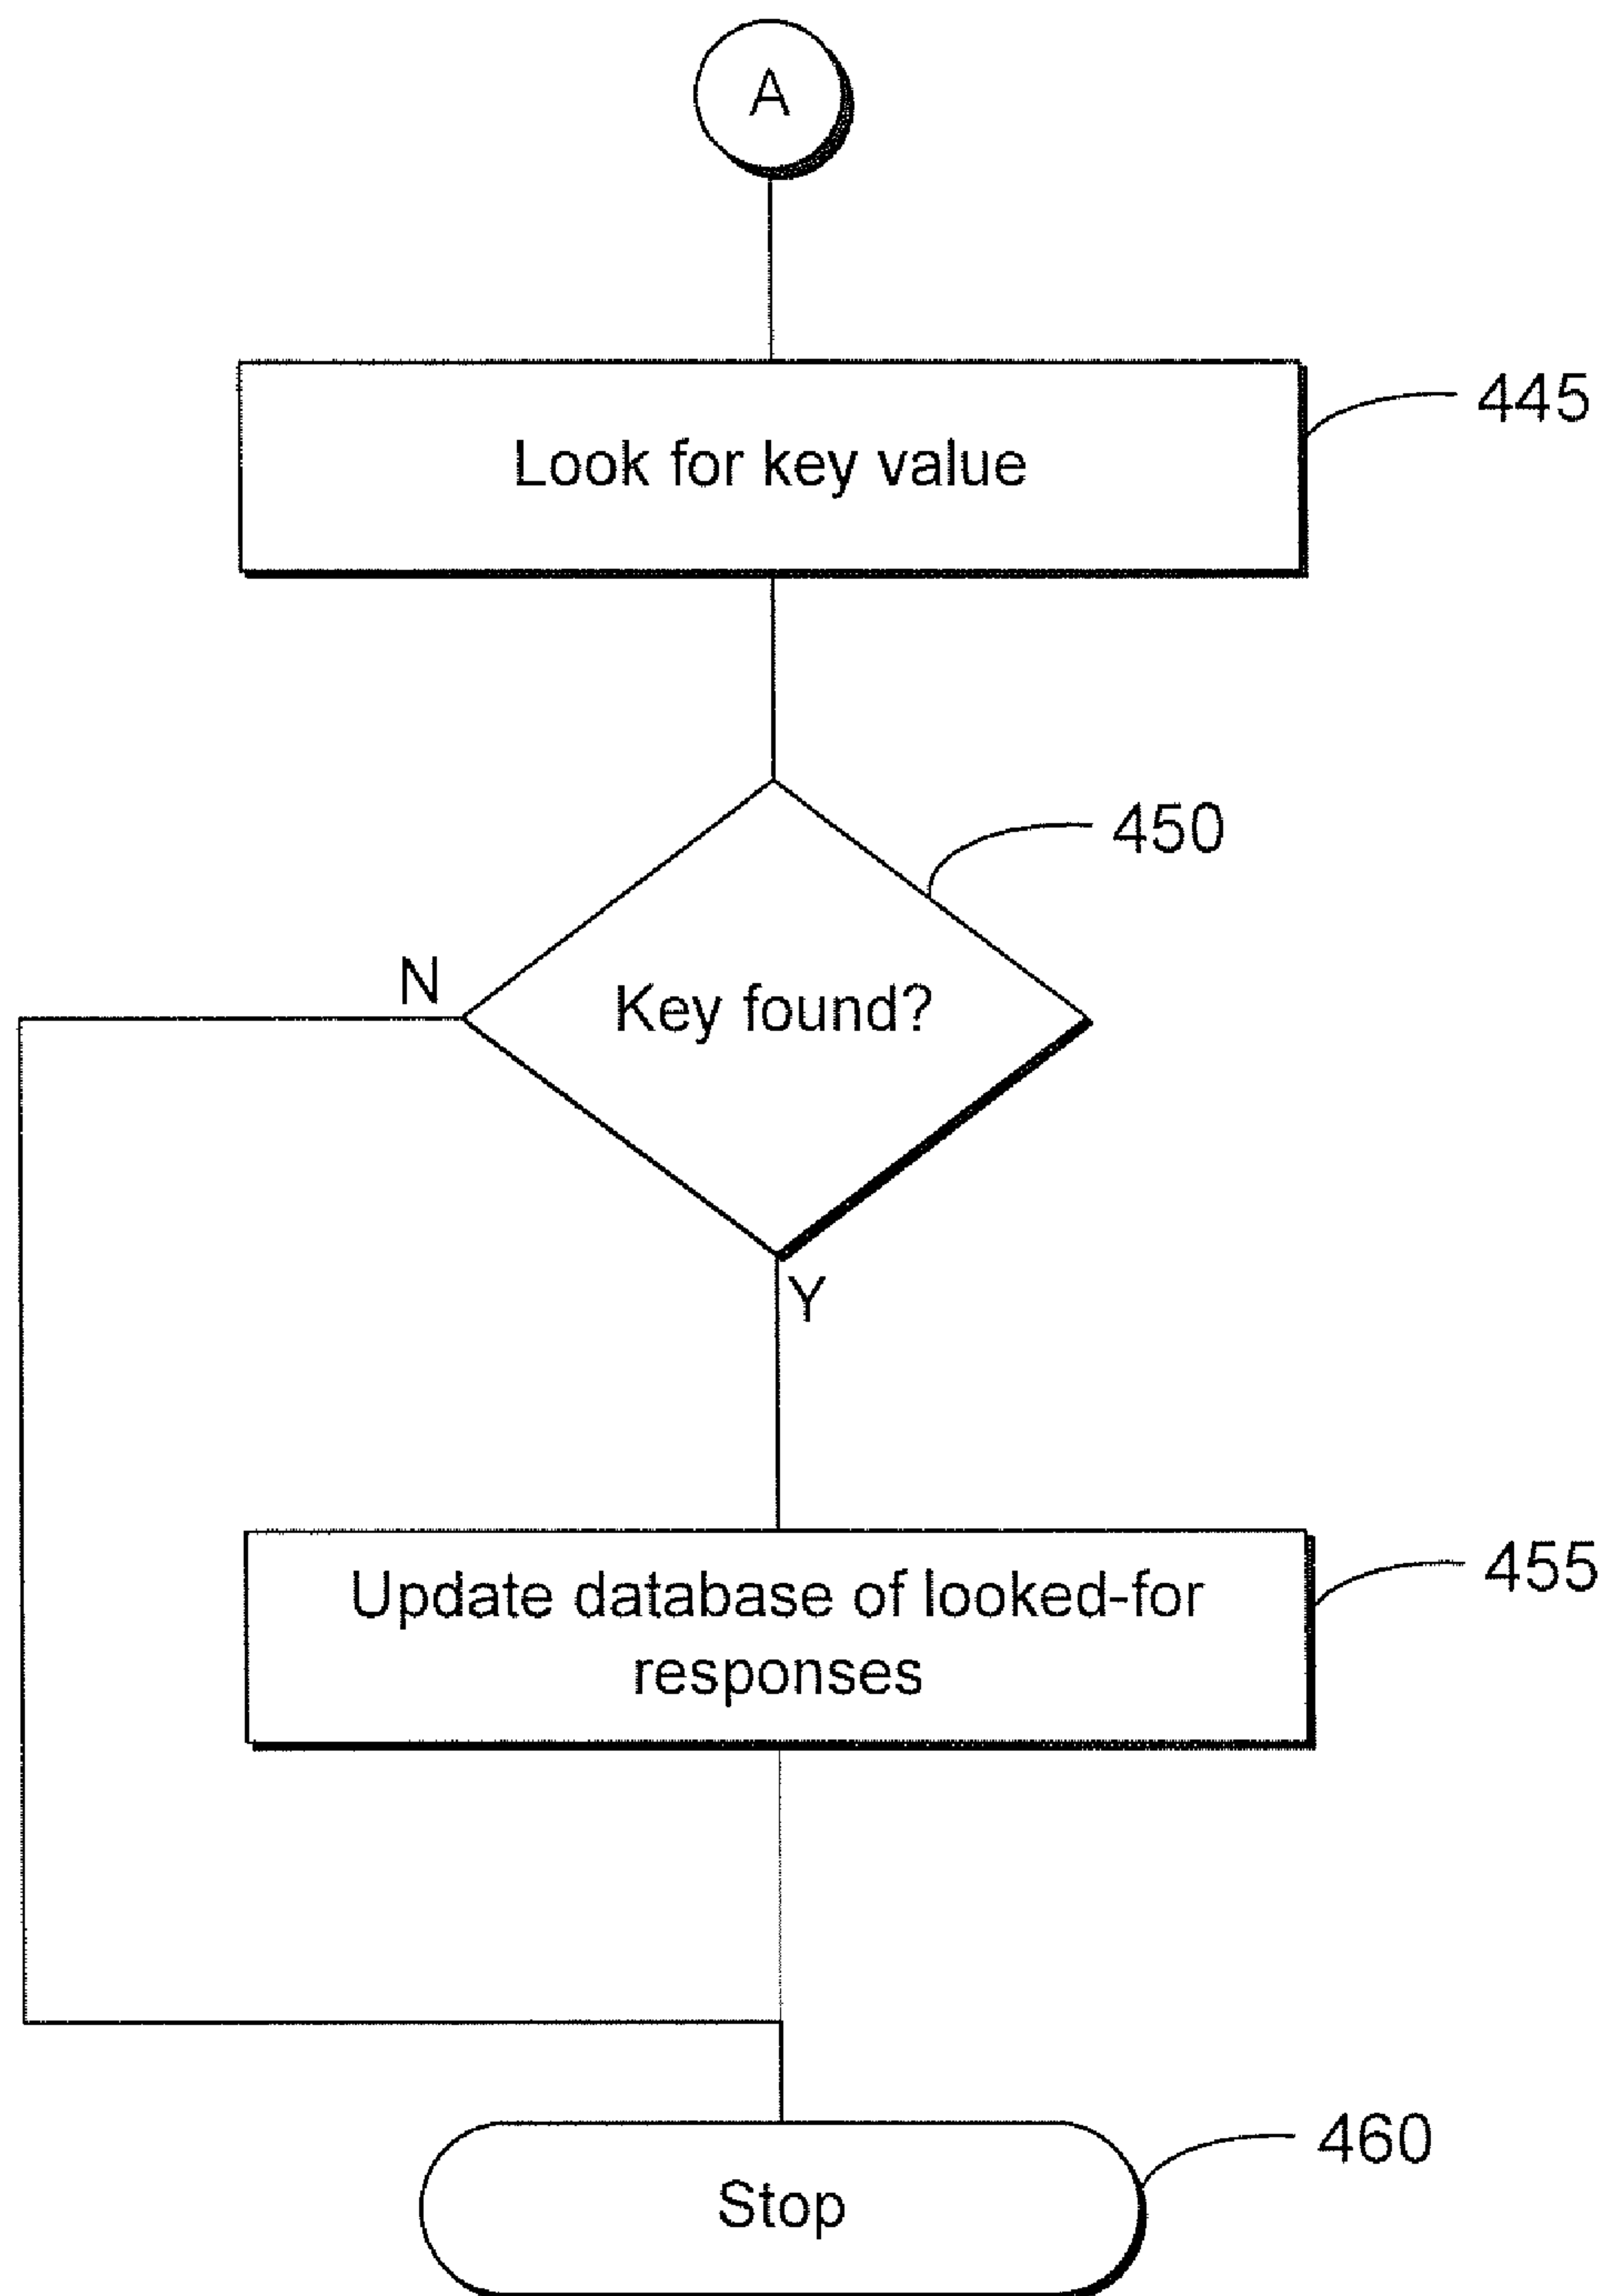 A
Look for key value
445
450
N
Key found?
Y
Update database of looked-for
responses
455
Stop
460